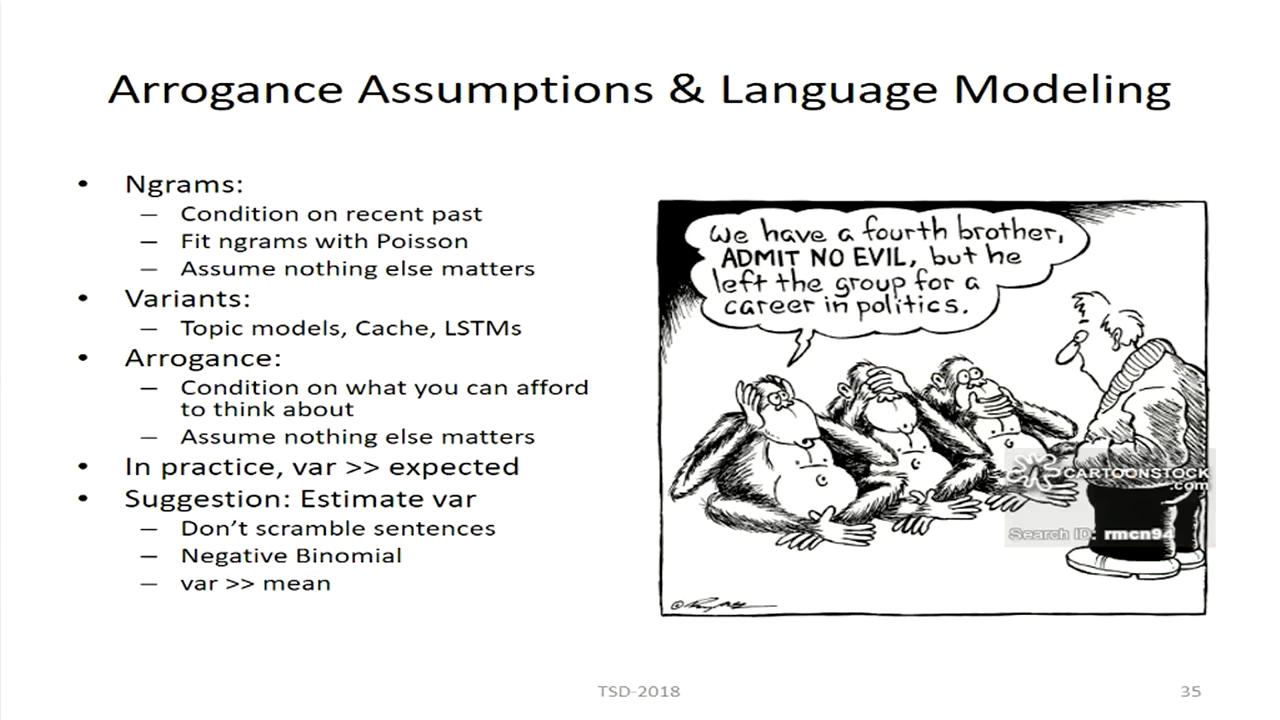 Arrogance Assumptions & Language Modeling
• Ngrams:
– Condition on recent past
– Fit ngrams with Poisson
– Assume nothing else matters
• Variants:
– Topic models, Cache, LSTMs
• Arrogance:
– Condition on what you can afford
to think about
– Assume nothing else matters
• In practice, var >> expected
• Suggestion: Estimate var
– Don't scramble sentences
– Negative Binomial
– var >> mean
We have a fourth brother,
ADMIT NO EVIL, but he
left the group for a
career in politics.
CARTOONSTOCK
.com
Search ID: rmcn94
TSD-2018
35